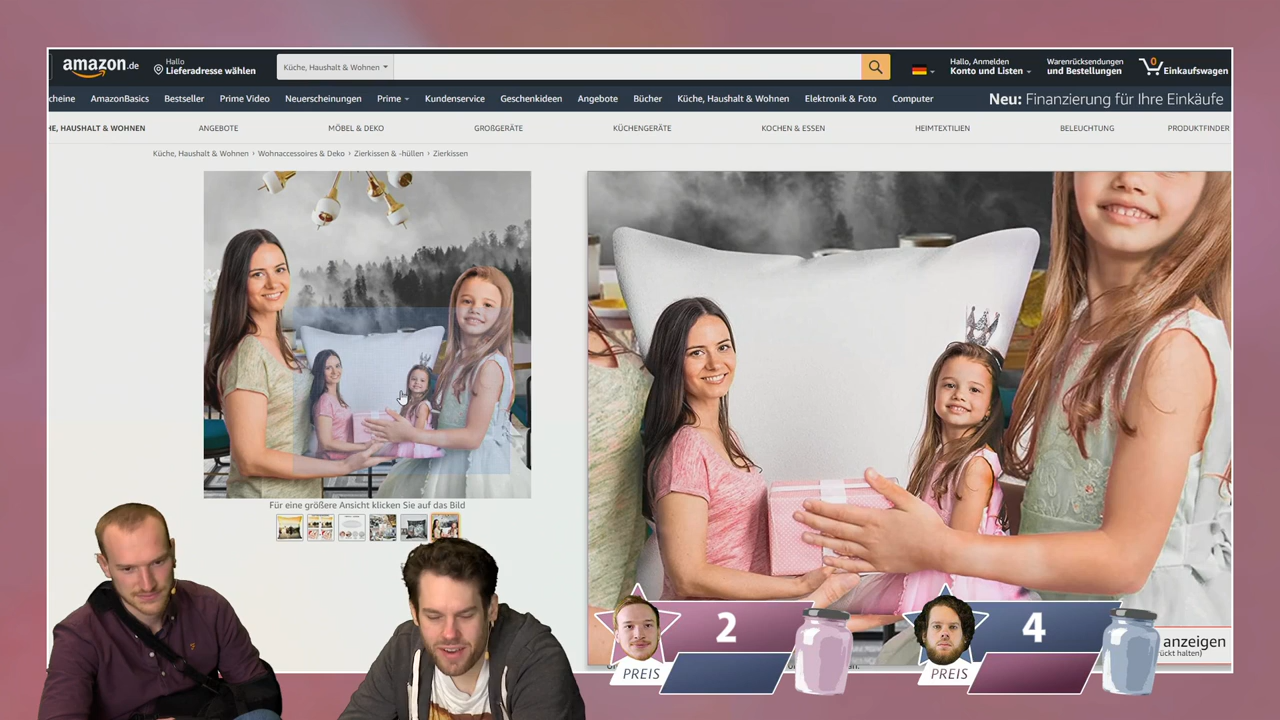 amazon.de
Hallo
Lieferadresse wählen
Küche, Haushalt & Wohnen
Hallo, Anmelden
Konto und Listen
Warenrücksendungen
und Bestellungen
0
Einkaufswagen
cheine AmazonBasics Bestseller Prime Video Neuerscheinungen Prime Kundenservice Geschenkideen Angebote Bücher Küche, Haushalt & Wohnen Elektronik & Foto Computer Neu: Finanzierung für Ihre Einkäufe
HE, HAUSHALT & WOHNEN ANGEBOTE MÖBEL & DEKO GROßGERÄTE KÜCHENGERÄTE KOCHEN & ESSEN HEIMTEXTILIEN BELEUCHTUNG PRODUKTFINDER
Küche, Haushalt & Wohnen › Wohnaccessoires & Deko › Zierkissen & -hüllen › Zierkissen
Für eine größere Ansicht klicken Sie auf das Bild
2
PREIS
4
PREIS
anzeigen
rückt halten)